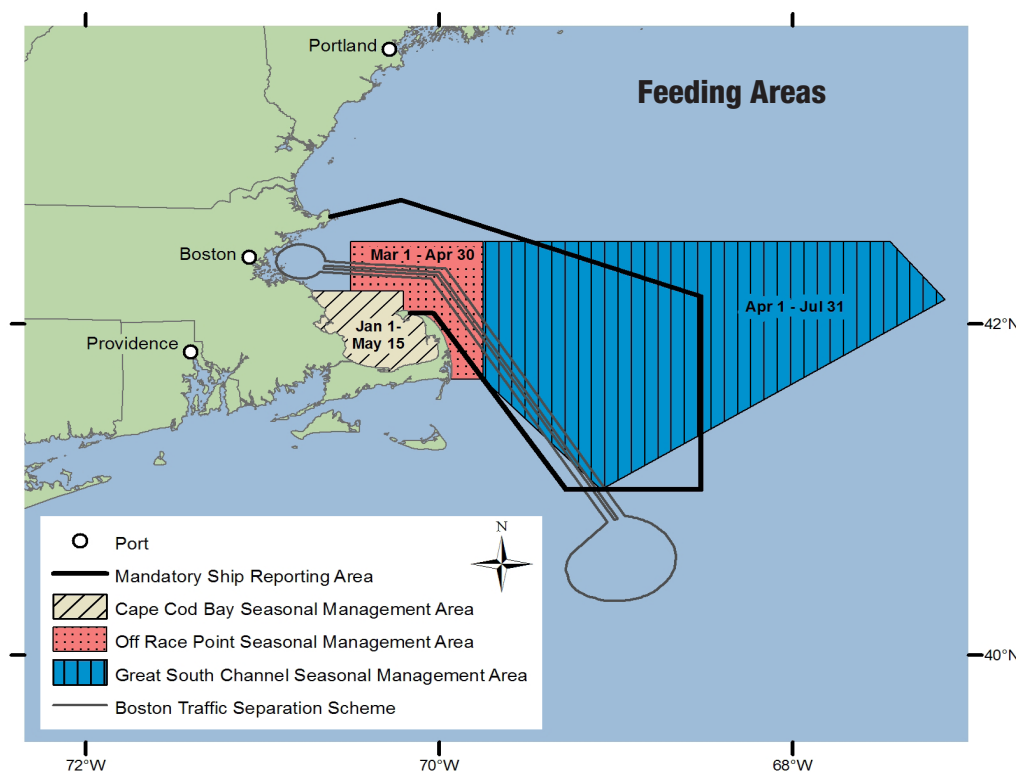 Portland
Feeding Areas
Boston
Mar 1 - Apr 30
Apr 1 - Jul 31
42°N
Jan 1-
May 15
Providence
N
Port
Mandatory Ship Reporting Area
Cape Cod Bay Seasonal Management Area
Off Race Point Seasonal Management Area
Great South Channel Seasonal Management Area
Boston Traffic Separation Scheme
40°N
72°W
70°W
68°W